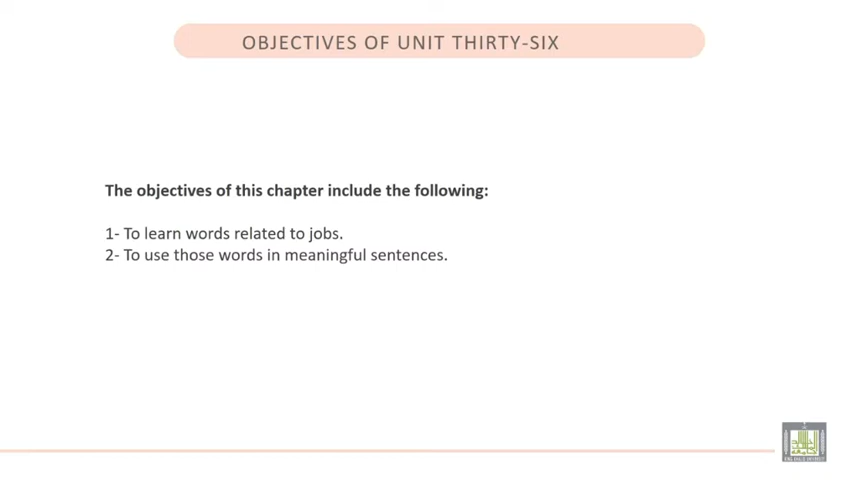 OBJECTIVES OF UNIT THIRTY-SIX
The objectives of this chapter include the following:
1- To learn words related to jobs.
2- To use those words in meaningful sentences.